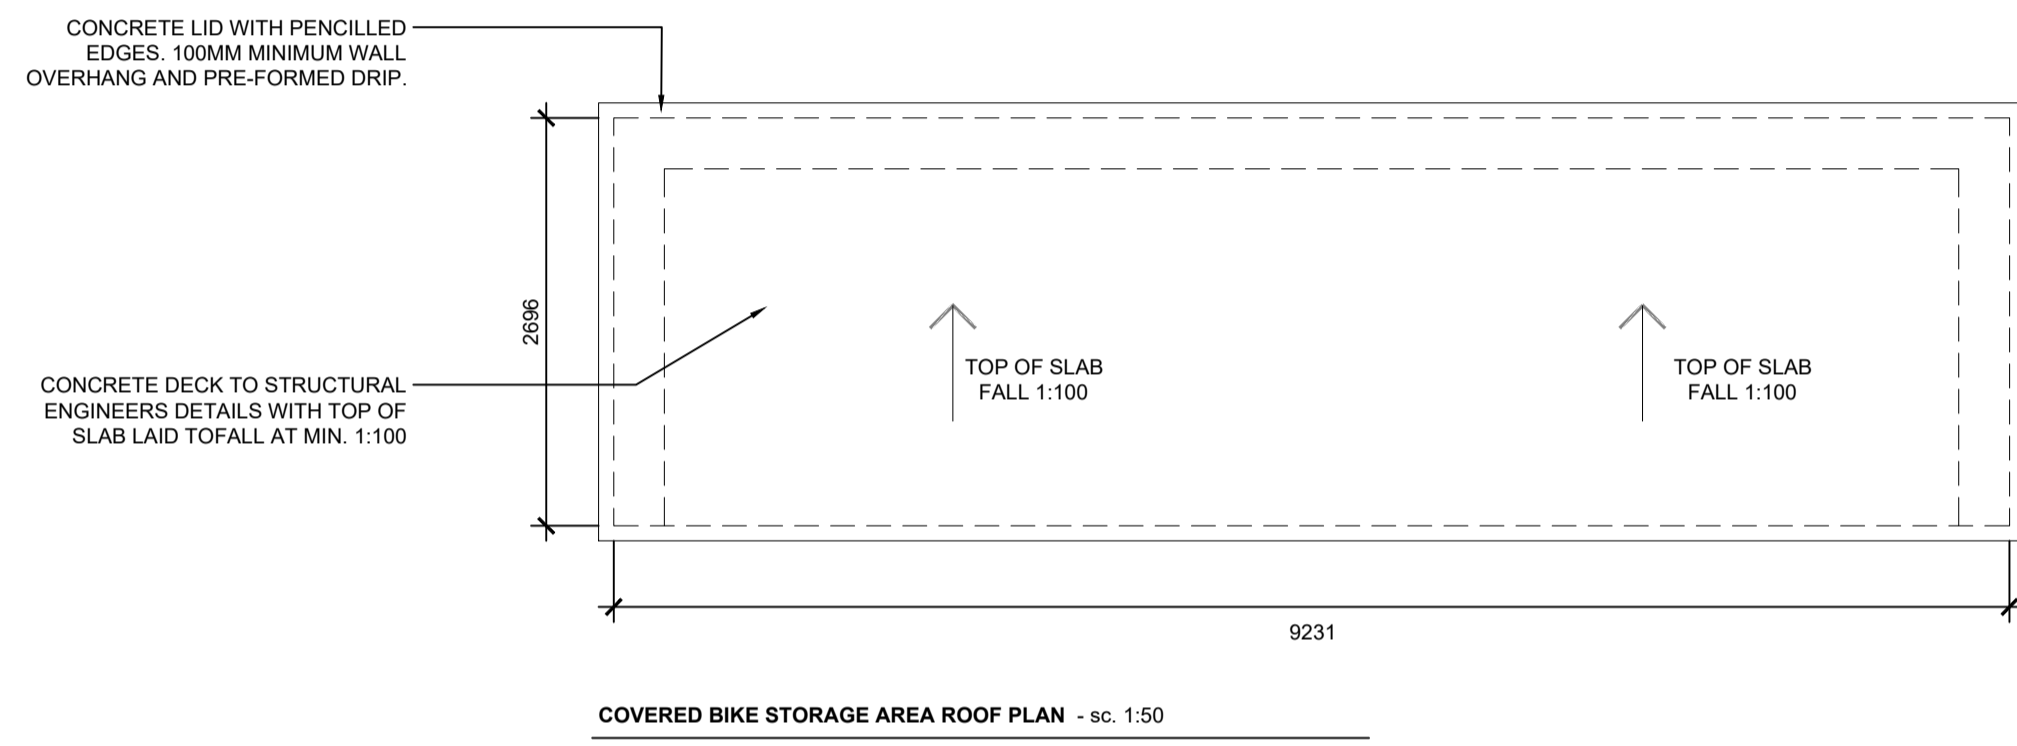 CONCRETE LID WITH PENCILLED
EDGES. 100MM MINIMUM WALL
OVERHANG AND PRE-FORMED DRIP.
2696
CONCRETE DECK TO STRUCTURAL
ENGINEERS DETAILS WITH TOP OF
SLAB LAID TOFALL AT MIN. 1:100
TOP OF SLAB
FALL 1:100
TOP OF SLAB
FALL 1:100
9231
COVERED BIKE STORAGE AREA ROOF PLAN - sc. 1:50